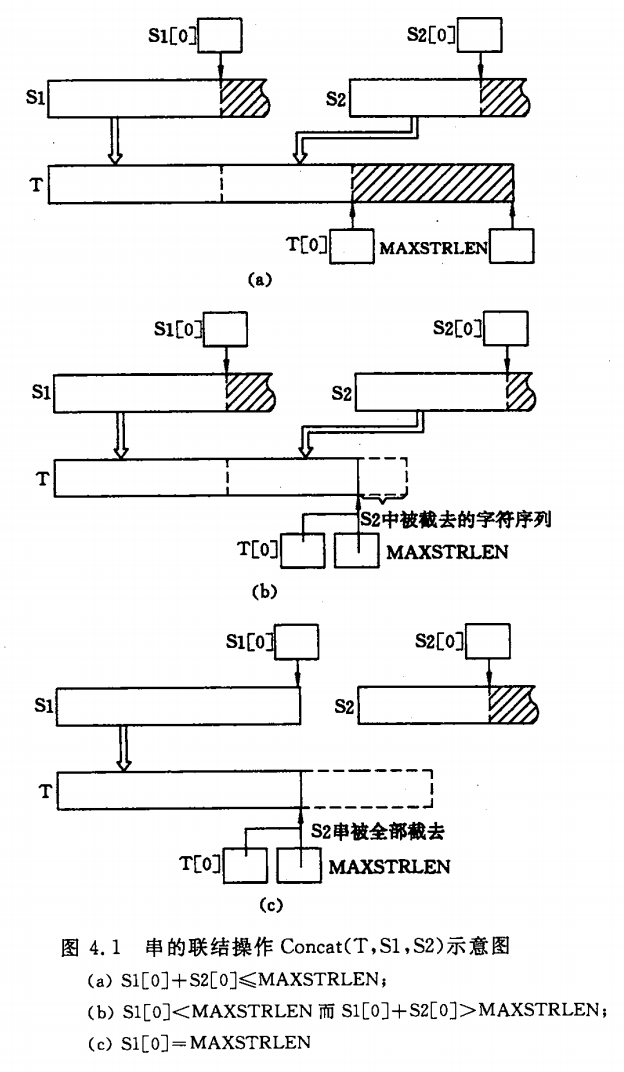 S1[0] S2[0]
S1 S2
T
T[0] MAXSTRLEN
(a)
S1[0] S2[0]
S1 S2
T
S2中被截去的字符序列
T[0] MAXSTRLEN
(b)
S1[0] S2[0]
S1 S2
T
S2串被全部截去
T[0] MAXSTRLEN
(c)
图 4.1 串的联结操作 Concat(T,S1,S2)示意图
(a) S1[0]+S2[0]≤MAXSTRLEN;
(b) S1[0]<MAXSTRLEN 而 S1[0]+S2[0]>MAXSTRLEN;
(c) S1[0]=MAXSTRLEN